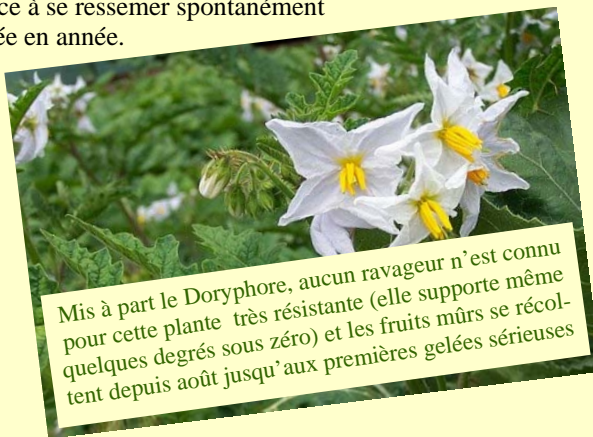 ce à se ressemer spontanément
ée en année.
Mis à part le Doryphore, aucun ravageur n’est connu
pour cette plante  très résistante (elle supporte même
quelques degrés sous zéro) et les fruits mûrs se récol-
tent depuis août jusqu’aux premières gelées sérieuses